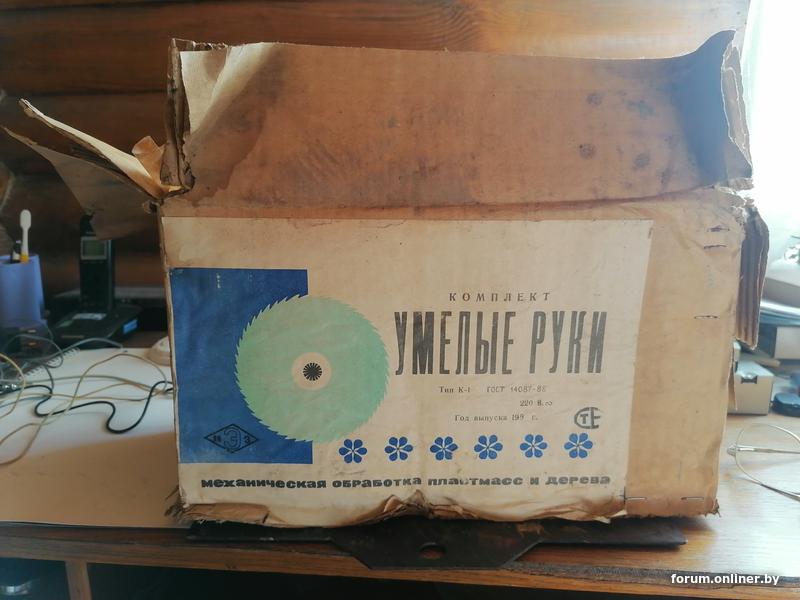 КОМПЛЕКТ
УМЕЛЫЕ РУКИ
Тип К-1 ГОСТ 14087-88
220 В.
Год выпуска 199 г.
СТЕ
Э З
механическая обработка пластмасс и дерева
forum.onliner.by